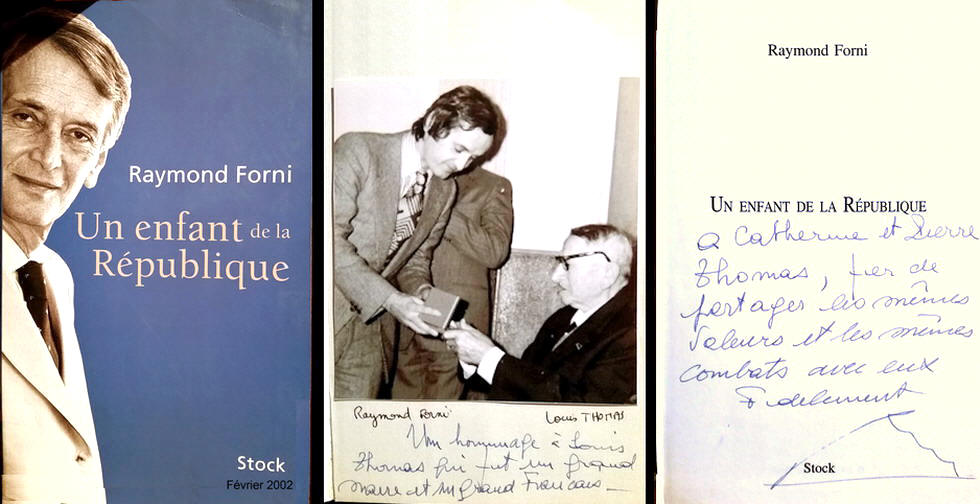 Raymond Forni
Un enfant de la
République
Stock
Février 2002
Raymond Forni
Louis THOMAS
Un hommage à Louis
Thomas qui fut un grand
maire et un grand Français
Raymond Forni
UN ENFANT DE LA RÉPUBLIQUE
a Catherine et Pierre
Thomas, fier de
partager les mêmes
valeurs et les mêmes
combats avec eux
Fidelement
Stock